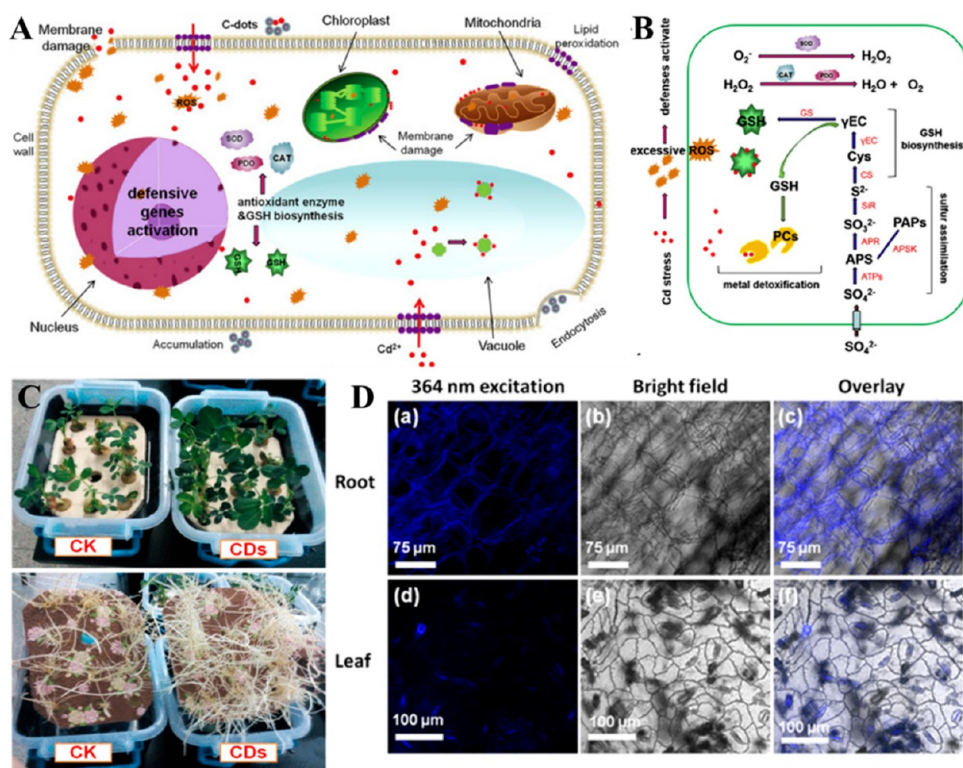 A
Membrane
damage
C-dots
Chloroplast
Mitochondria
Lipid
peroxidation
ROS
Cell
wall
SOD
PDO
CAT
Membrane
damage
defensive
genes
activation
antioxidant enzyme
&GSH biosynthesis
GSH
Nucleus
Accumulation
Cd2+
Vacuole
Endocytosis
B
defenses activate
excessive ROS
Cd stress
O2·- SOD H2O2
H2O2 CAT PDO H2O + O2
GSH GS γEC
γEC
Cys
CS
S2-
SiR
SO32-
APR
APS
PAPs
APSK
ATPs
SO42-
SO42-
GSH
PCs
metal detoxification
GSH
biosynthesis
sulfur assimilation
C
CK
CDs
CK
CDs
D
364 nm excitation
Bright field
Overlay
Root
(a)
75 µm
(b)
75 µm
(c)
75 µm
Leaf
(d)
100 µm
(e)
100 µm
(f)
100 µm